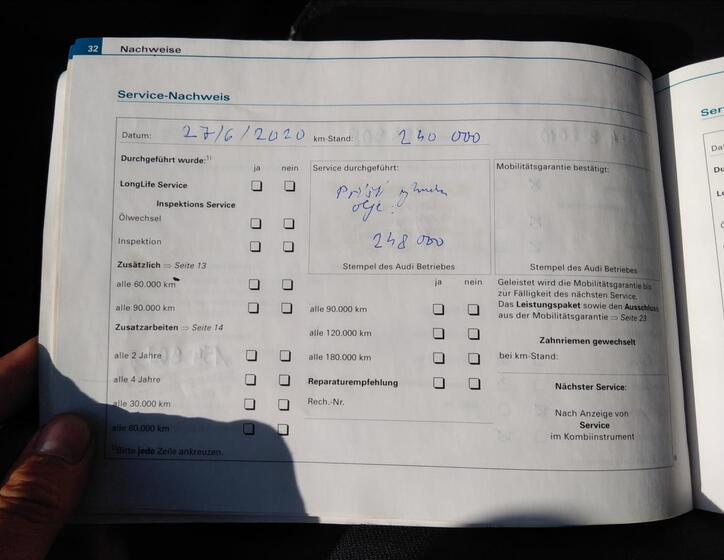 32 Nachweise
Service-Nachweis
Datum: 27/6/2020 km-Stand: 240 000
Durchgeführt wurde:1)
ja nein
LongLife Service
Inspektions Service
Ölwechsel
Inspektion
Zusätzlich ⇒ Seite 13
alle 60.000 km
alle 90.000 km
Zusatzarbeiten ⇒ Seite 14
alle 2 Jahre
alle 4 Jahre
alle 30.000 km
alle 60.000 km
1) Bitte jede Zeile ankreuzen.
Service durchgeführt:
Příští
oleje.
248 000
Stempel des Audi Betriebes
ja nein
alle 90.000 km
alle 120.000 km
alle 180.000 km
Reparaturempfehlung
Rech.-Nr.
Mobilitätsgarantie bestätigt:
Stempel des Audi Betriebes
Geleistet wird die Mobilitätsgarantie bis
zur Fälligkeit des nächsten Service.
Das Leistungspaket sowie den Ausschluss
aus der Mobilitätsgarantie ⇒ Seite 23
Zahnriemen gewechselt
bei km-Stand:
Nächster Service:
Nach Anzeige von
Service
im Kombiinstrument